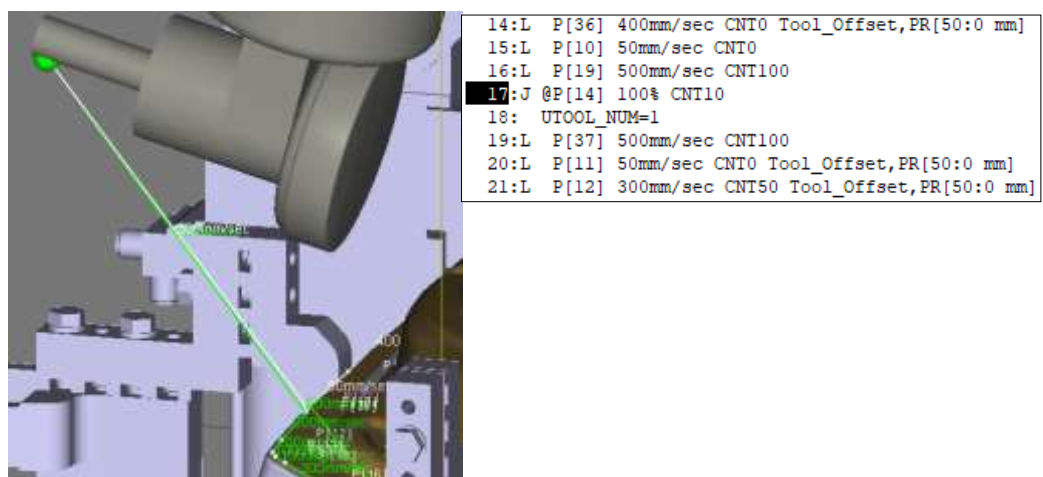 14:L P[36] 400mm/sec CNT0 Tool_Offset,PR[50:0 mm]
15:L P[10] 50mm/sec CNT0
16:L P[19] 500mm/sec CNT100
17:J @P[14] 100% CNT10
18: UTOOL_NUM=1
19:L P[37] 500mm/sec CNT100
20:L P[11] 50mm/sec CNT0 Tool_Offset,PR[50:0 mm]
21:L P[12] 300mm/sec CNT50 Tool_Offset,PR[50:0 mm]
400